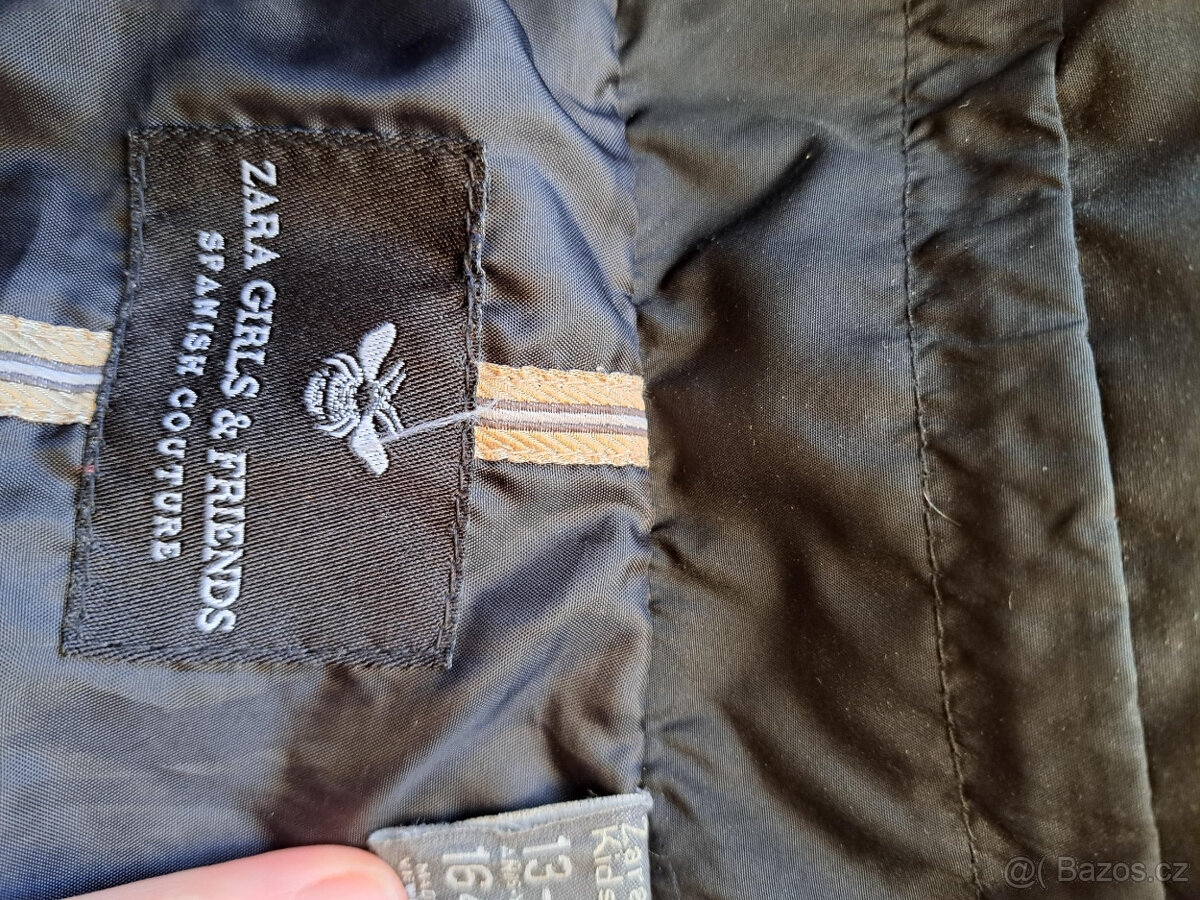 ZARA GIRLS & FRIENDS
SPANISH COUTURE
Zara
Kids
13-
164
@( Bazos.cz